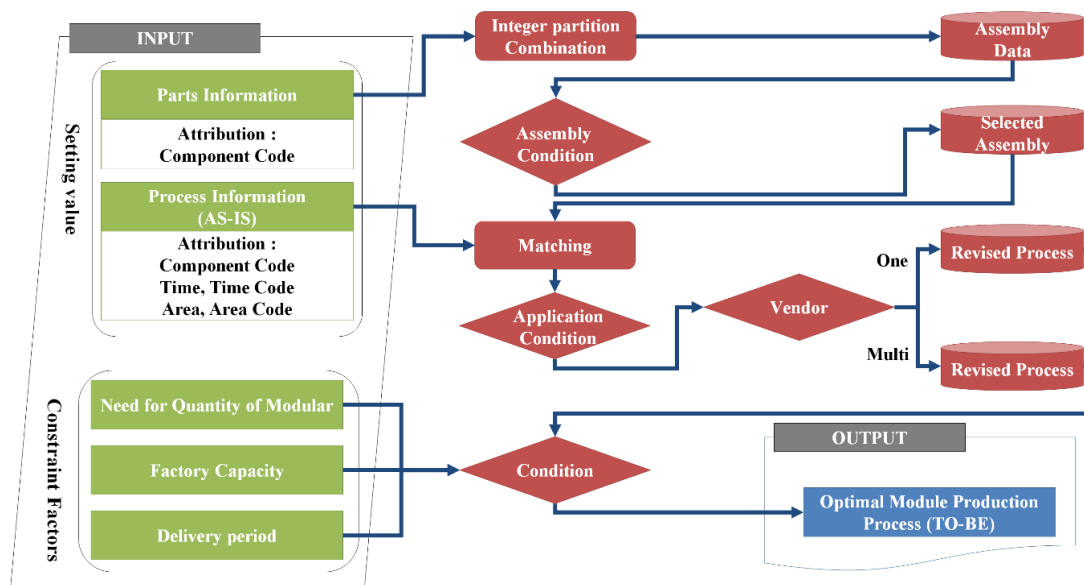 INPUT
Setting value
Parts Information
Attribution :
Component Code
Process Information
(AS-IS)
Attribution :
Component Code
Time, Time Code
Area, Area Code
Constraint Factors
Need for Quantity of Modular
Factory Capacity
Delivery period
Integer partition
Combination
Assembly
Data
Assembly
Condition
Selected
Assembly
Matching
Application
Condition
Vendor
One
Revised Process
Multi
Revised Process
Condition
OUTPUT
Optimal Module Production
Process (TO-BE)